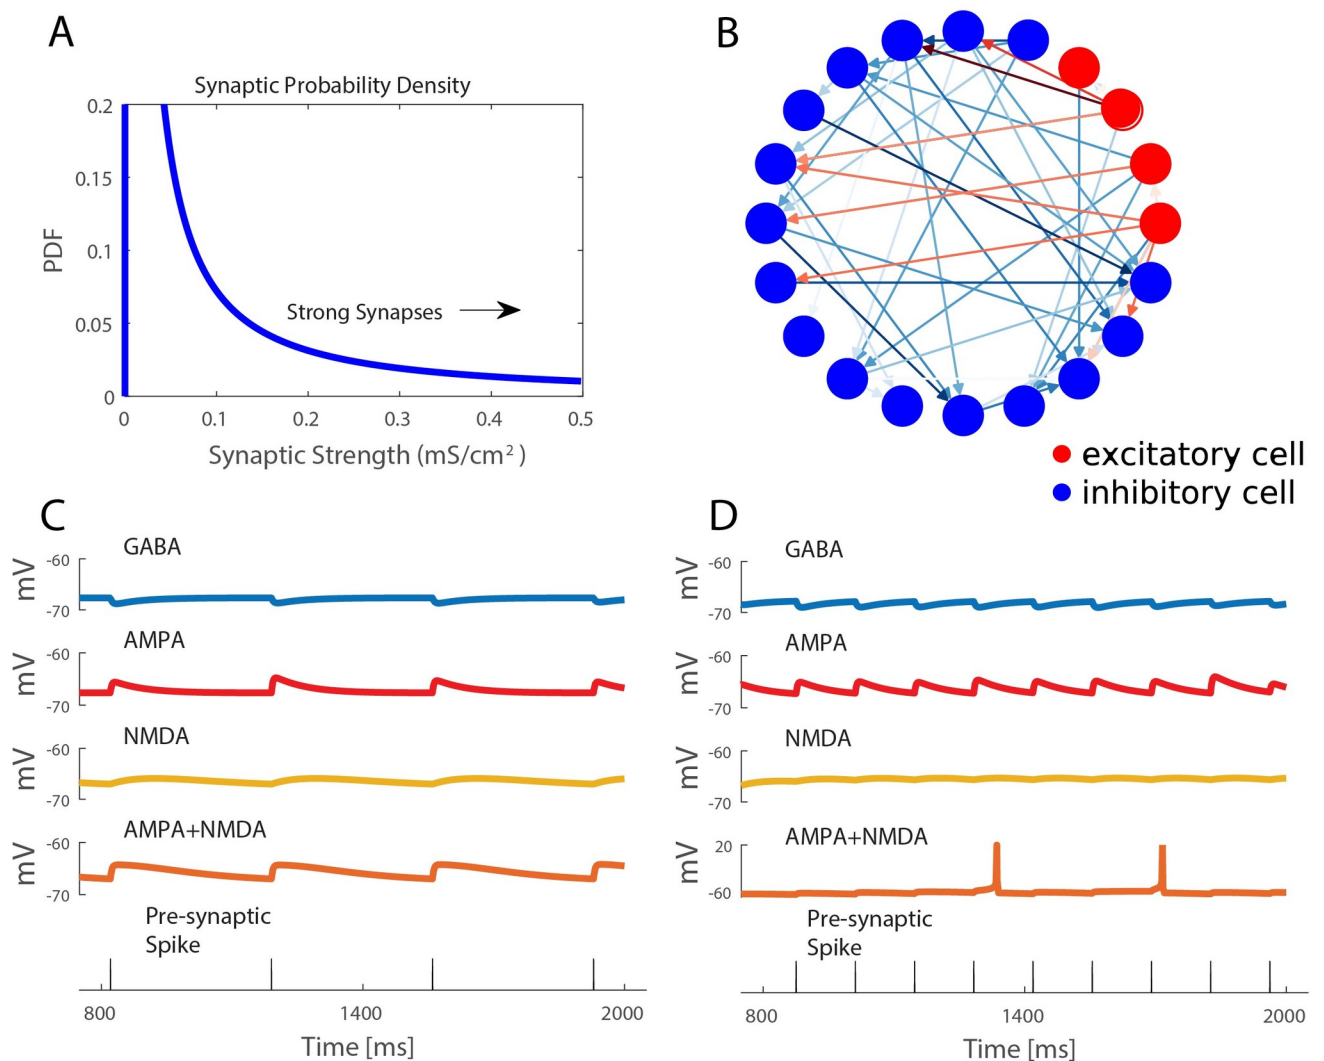 A
Synaptic Probability Density
0.2
0.15
0.1
0.05
0
PDF
Strong Synapses
0
0.1
0.2
0.3
0.4
0.5
Synaptic Strength (mS/cm²)
B
excitatory cell
inhibitory cell
C
GABA
mV
-60
-70
AMPA
mV
-60
-70
NMDA
mV
-60
-70
AMPA+NMDA
mV
-60
-70
Pre-synaptic
Spike
800
1400
2000
Time [ms]
D
GABA
mV
-60
-70
AMPA
mV
-60
-70
NMDA
mV
-60
-70
AMPA+NMDA
mV
20
-60
Pre-synaptic
Spike
800
1400
2000
Time [ms]